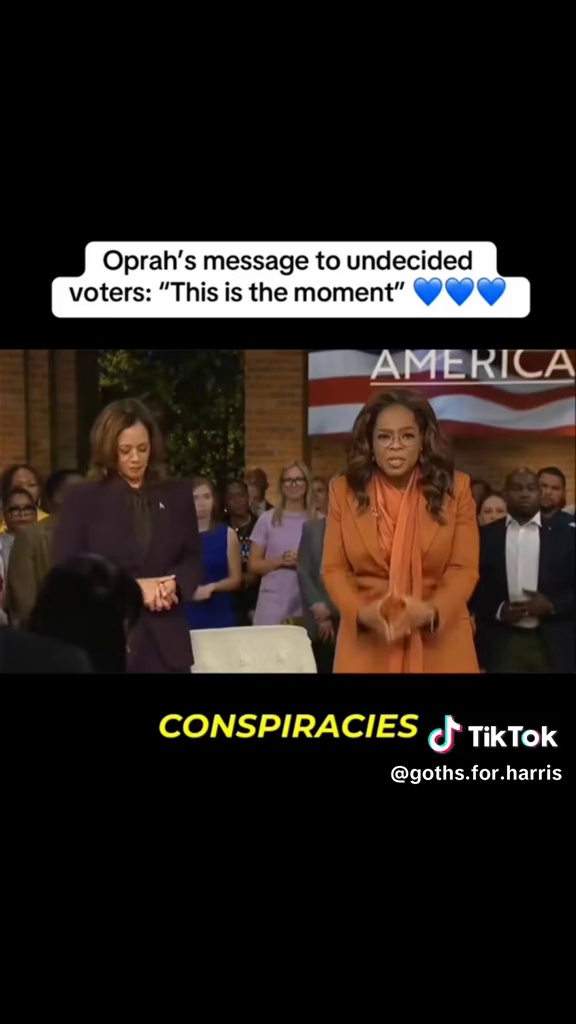 Oprah’s message to undecided
voters: “This is the moment” 💙💙💙
AMERICA
CONSPIRACIES
TikTok
@goths.for.harris